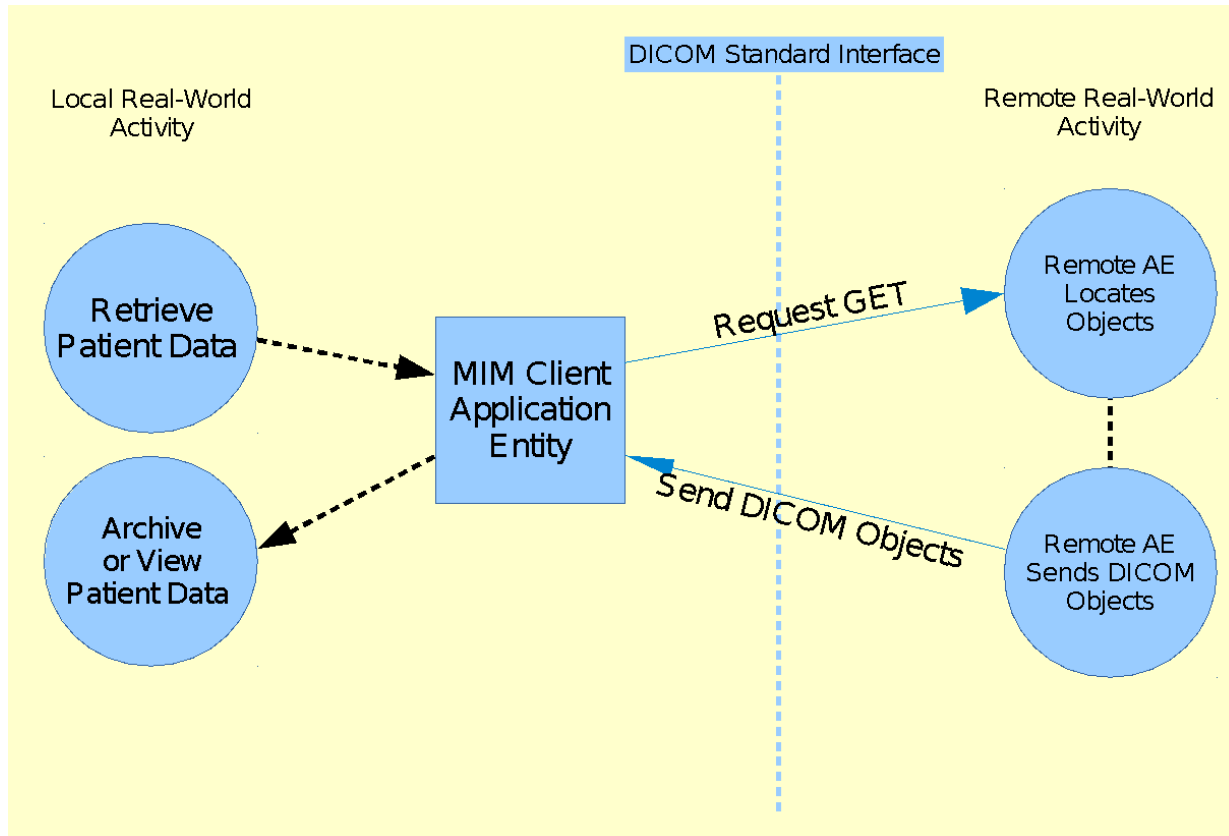 DICOM Standard Interface
Local Real-World
Activity
Remote Real-World
Activity
Retrieve
Patient Data
MIM Client
Application
Entity
Request GET
Remote AE
Locates
Objects
Archive
or View
Patient Data
Send DICOM Objects
Remote AE
Sends DICOM
Objects